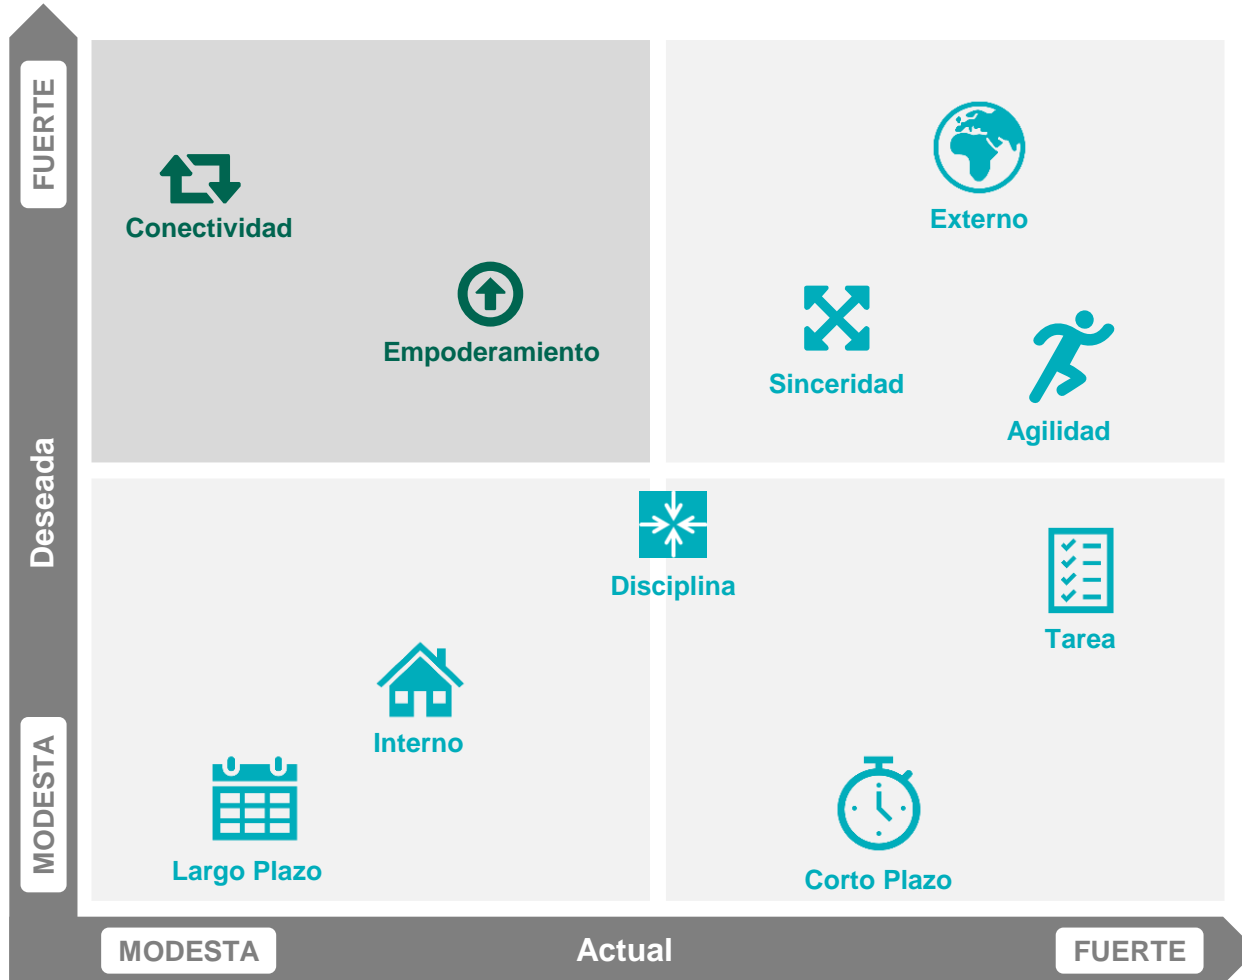 FUERTE
Conectividad
Externo
Empoderamiento
Sinceridad
Agilidad
Deseada
Disciplina
Tarea
Interno
MODESTA
Largo Plazo
Corto Plazo
MODESTA
Actual
FUERTE